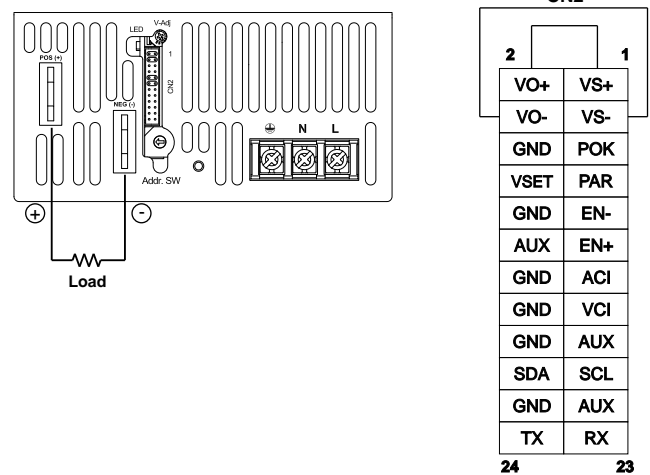 V-Adj
LED
POS (+)
1
CN2
NEG (-)
N L
Addr. SW
+ -
Load
2 1
VO+ VS+
VO- VS-
GND POK
VSET PAR
GND EN-
AUX EN+
GND ACI
GND VCI
GND AUX
SDA SCL
GND AUX
TX RX
24 23